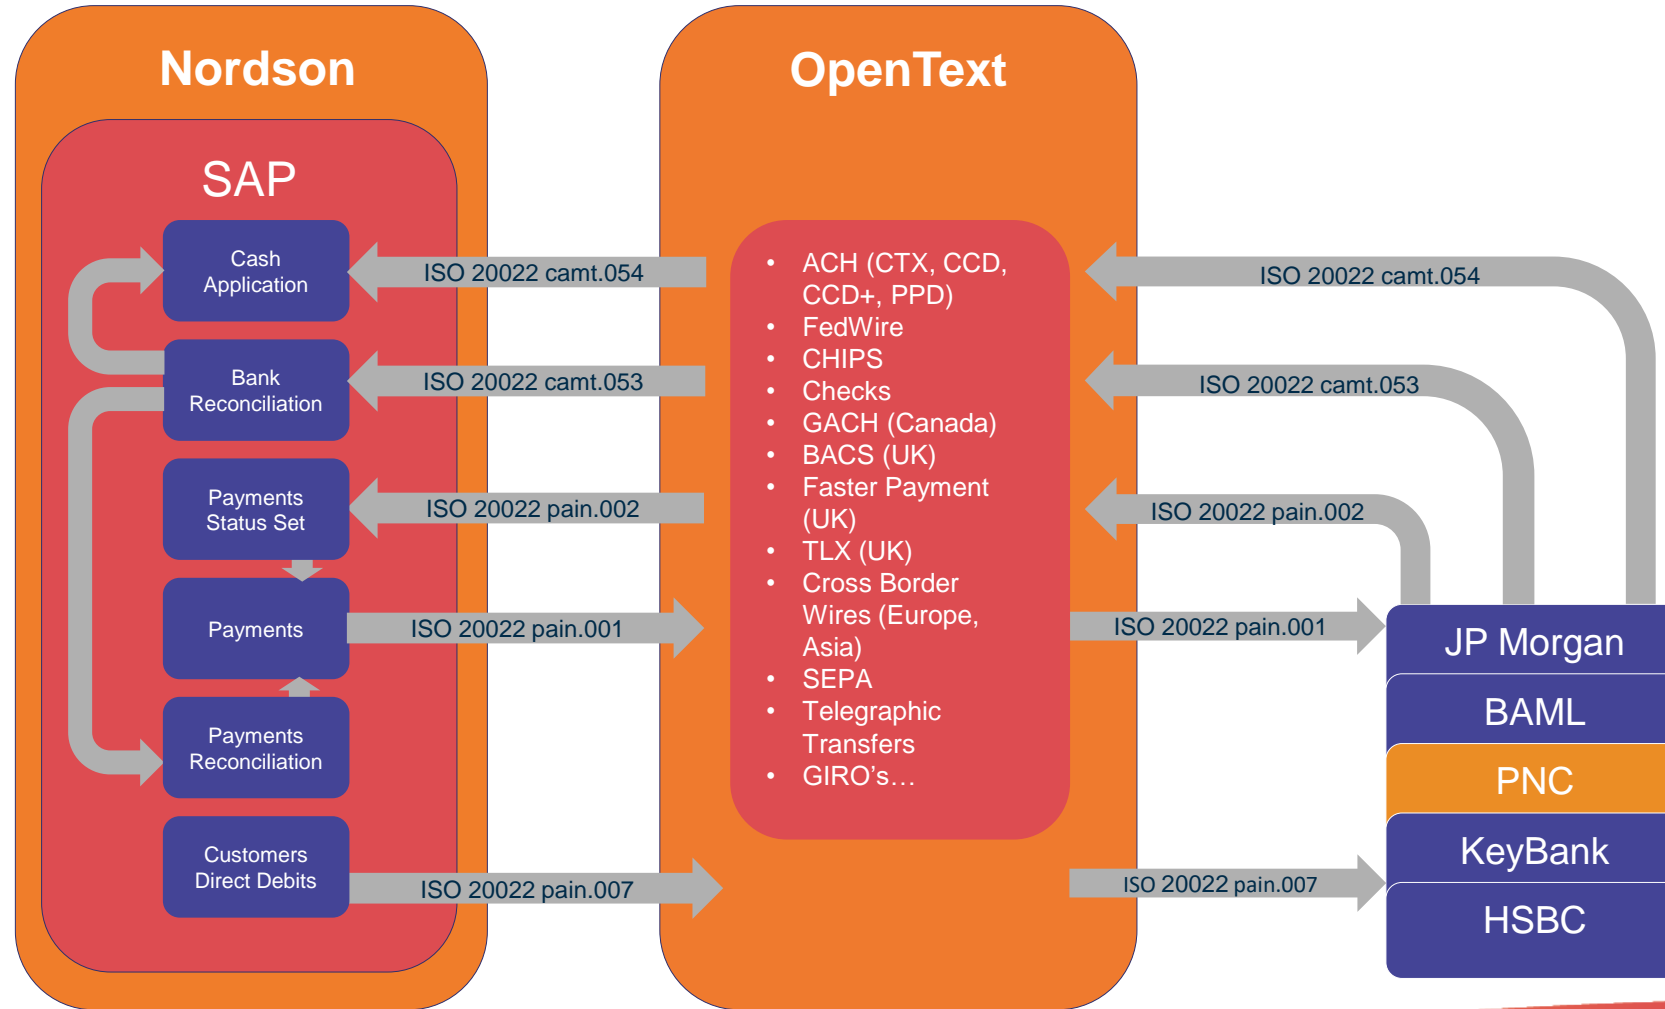 Nordson
OpenText
SAP
Cash
Application
ISO 20022 camt.054
Bank
Reconciliation
ISO 20022 camt.053
Payments
Status Set
ISO 20022 pain.002
Payments
ISO 20022 pain.001
Payments
Reconciliation
Customers
Direct Debits
ISO 20022 pain.007
• ACH (CTX, CCD,
CCD+, PPD)
• FedWire
• CHIPS
• Checks
• GACH (Canada)
• BACS (UK)
• Faster Payment
(UK)
• TLX (UK)
• Cross Border
Wires (Europe,
Asia)
• SEPA
• Telegraphic
Transfers
• GIRO's…
ISO 20022 camt.054
ISO 20022 camt.053
ISO 20022 pain.002
ISO 20022 pain.001
ISO 20022 pain.007
JP Morgan
BAML
PNC
KeyBank
HSBC